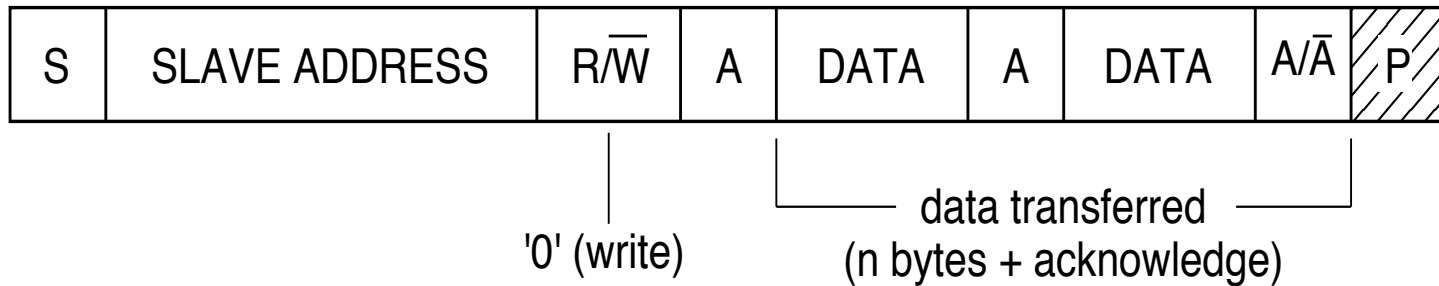 S SLAVE ADDRESS R/W̅ A DATA A DATA A/A̅ P
'0' (write)
data transferred
(n bytes + acknowledge)